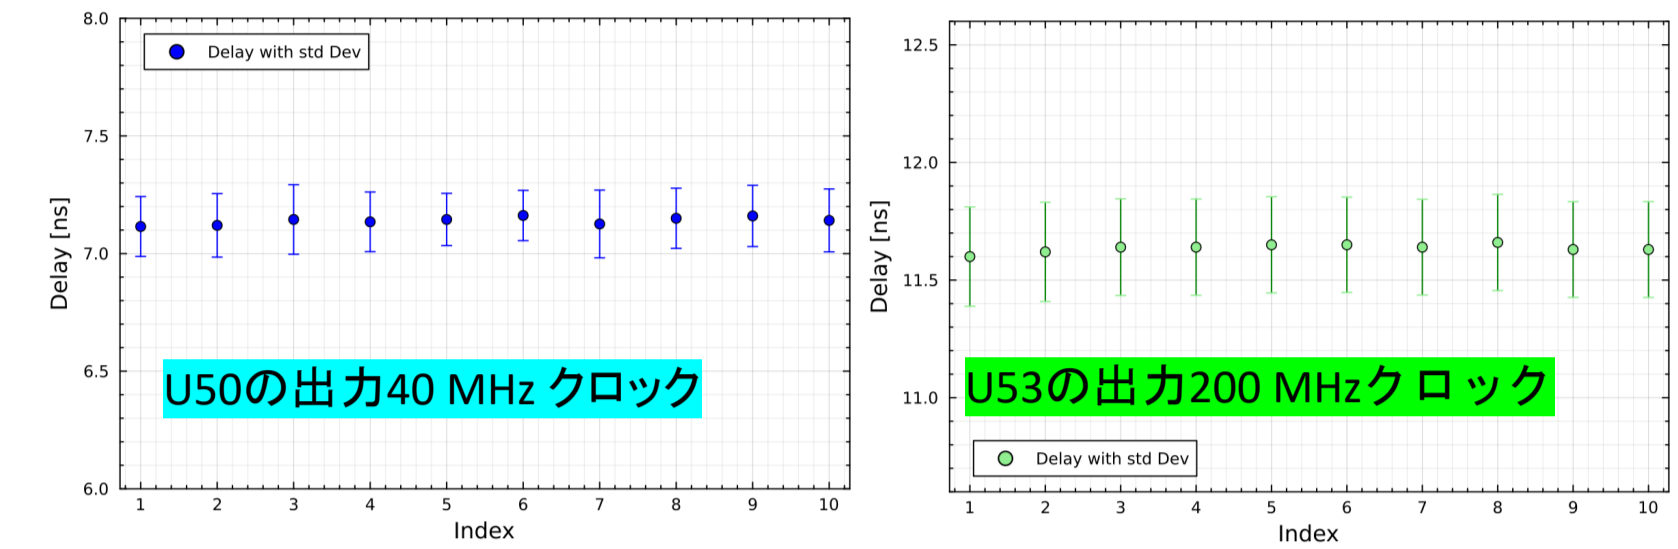 8.0
7.5
7.0
6.5
6.0
Delay [ns]
Delay with std Dev
U50の出力40 MHz クロック
1 2 3 4 5 6 7 8 9 10
Index
12.5
12.0
11.5
11.0
Delay [ns]
U53の出力200 MHzクロック
Delay with std Dev
1 2 3 4 5 6 7 8 9 10
Index